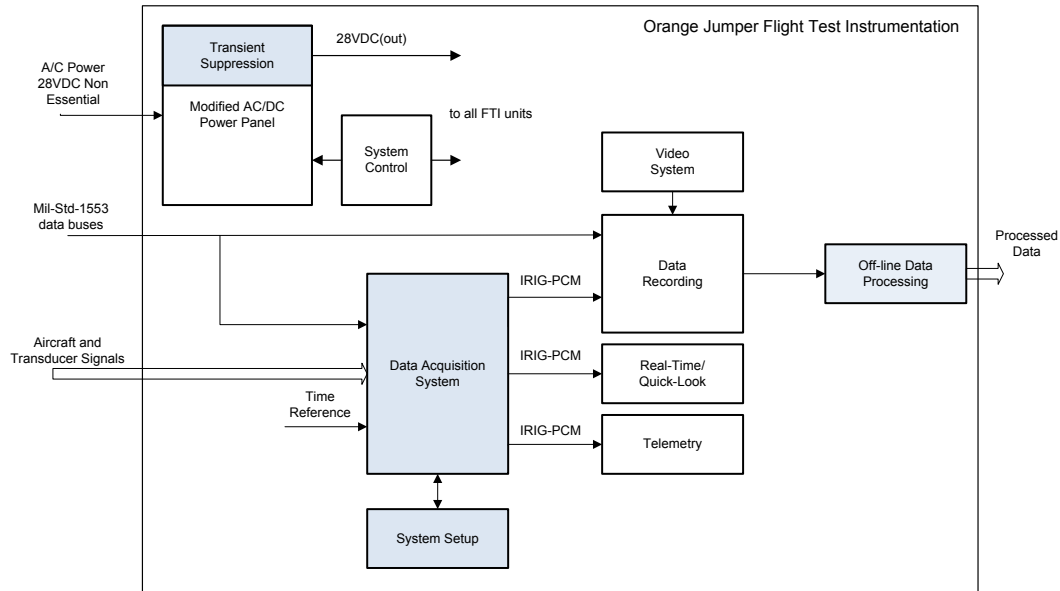 Orange Jumper Flight Test Instrumentation
Transient
Suppression
28VDC(out)
A/C Power
28VDC Non
Essential
Modified AC/DC
Power Panel
to all FTI units
System
Control
Video
System
Mil-Std-1553
data buses
Data
Recording
Off-line Data
Processing
Processed
Data
IRIG-PCM
Aircraft and
Transducer Signals
Data Acquisition
System
IRIG-PCM
Real-Time/
Quick-Look
Time
Reference
IRIG-PCM
Telemetry
System Setup